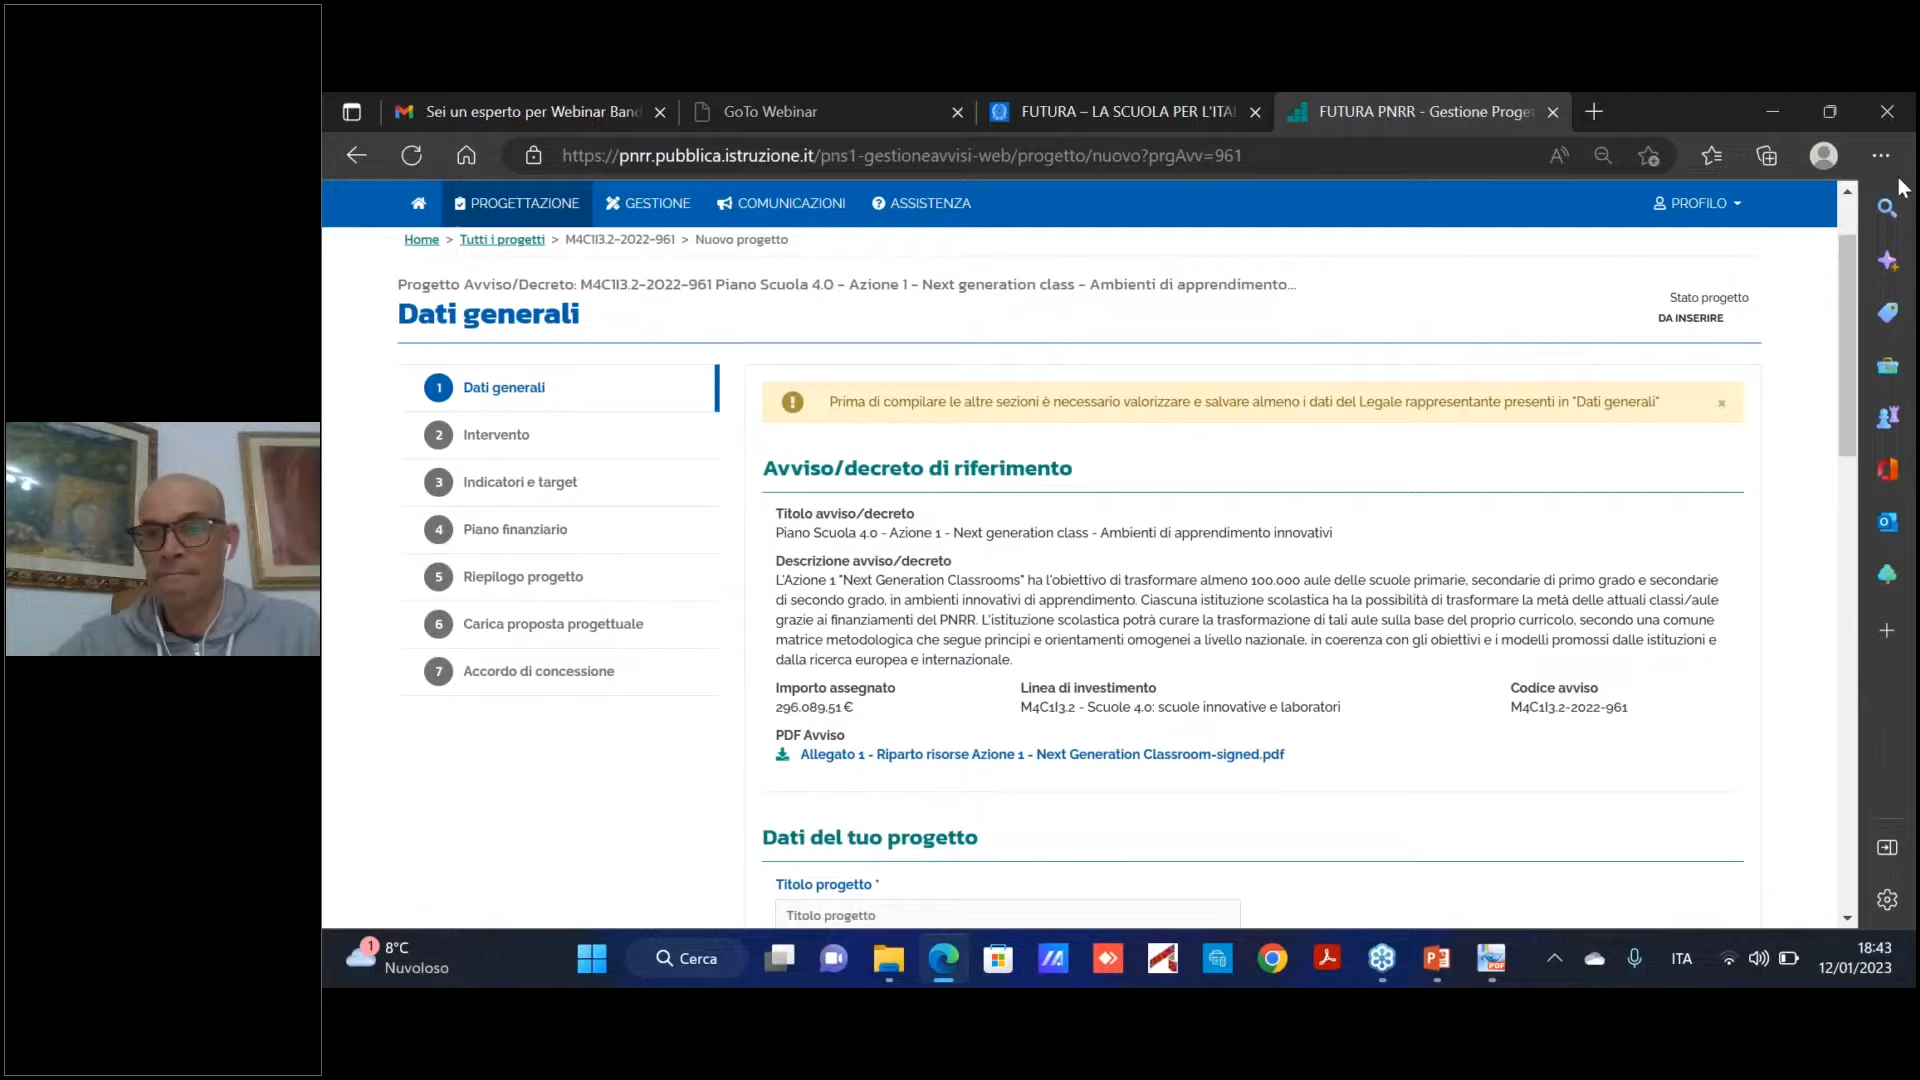 Sei un esperto per Webinar Band
GoTo Webinar
FUTURA – LA SCUOLA PER L'ITAI
FUTURA PNRR - Gestione Proget
https://pnrr.pubblica.istruzione.it/pns1-gestioneavvisi-web/progetto/nuovo?prgAvv=961
PROGETTAZIONE
GESTIONE
COMUNICAZIONI
ASSISTENZA
PROFILO
Home > Tutti i progetti > M4C1I3.2-2022-961 > Nuovo progetto
Progetto Avviso/Decreto: M4C1I3.2-2022-961 Piano Scuola 4.0 - Azione 1 - Next generation class - Ambienti di apprendimento...
Dati generali
Stato progetto
DA INSERIRE
1 Dati generali
2 Intervento
3 Indicatori e target
4 Piano finanziario
5 Riepilogo progetto
6 Carica proposta progettuale
7 Accordo di concessione
Prima di compilare le altre sezioni è necessario valorizzare e salvare almeno i dati del Legale rappresentante presenti in "Dati generali"
Avviso/decreto di riferimento
Titolo avviso/decreto
Piano Scuola 4.0 - Azione 1 - Next generation class - Ambienti di apprendimento innovativi
Descrizione avviso/decreto
L'Azione 1 "Next Generation Classrooms" ha l'obiettivo di trasformare almeno 100.000 aule delle scuole primarie, secondarie di primo grado e secondarie
di secondo grado, in ambienti innovativi di apprendimento. Ciascuna istituzione scolastica ha la possibilità di trasformare la metà delle attuali classi/aule
grazie ai finanziamenti del PNRR. L'istituzione scolastica potrà curare la trasformazione di tali aule sulla base del proprio curricolo, secondo una comune
matrice metodologica che segue principi e orientamenti omogenei a livello nazionale, in coerenza con gli obiettivi e i modelli promossi dalle istituzioni e
dalla ricerca europea e internazionale.
Importo assegnato
296.089,51 €
Linea di investimento
M4C1I3.2 - Scuole 4.0: scuole innovative e laboratori
Codice avviso
M4C1I3.2-2022-961
PDF Avviso
Allegato 1 - Riparto risorse Azione 1 - Next Generation Classroom-signed.pdf
Dati del tuo progetto
Titolo progetto *
Titolo progetto
1
8°C
Nuvoloso
Cerca
ITA
18:43
12/01/2023